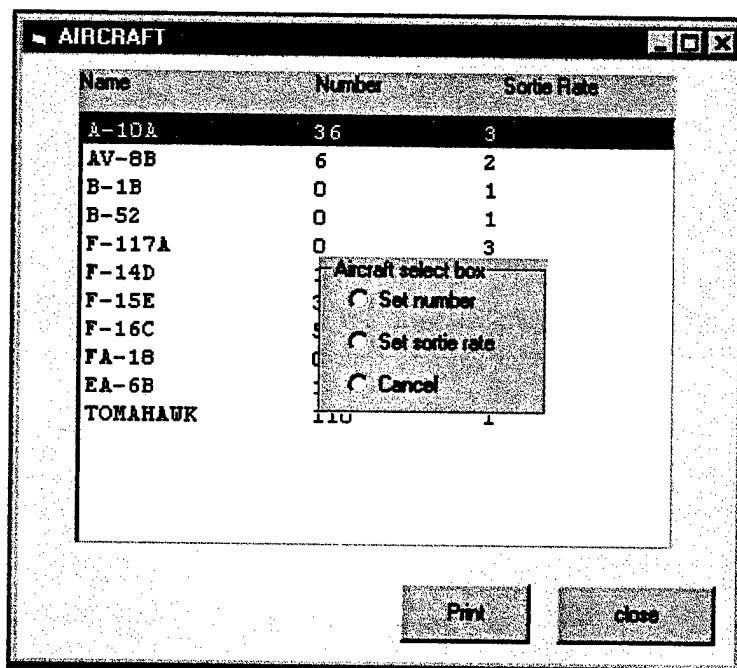 AIRCRAFT
Name Number Sortie Rate
A-10A 36 3
AV-8B 6 2
B-1B 0 1
B-52 0 1
F-117A 0 3
F-14D
F-15E
F-16C
FA-18
EA-6B
TOMAHAWK 110 1
Aircraft select box
Set number
Set sortie rate
Cancel
Print close